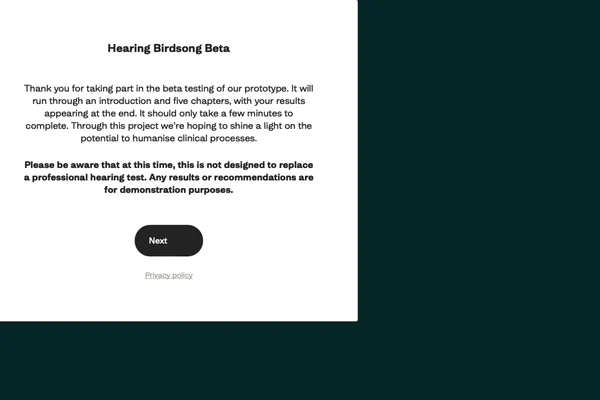 Hearing Birdsong Beta
Thank you for taking part in the beta testing of our prototype. It will
run through an introduction and five chapters, with your results
appearing at the end. It should only take a few minutes to
complete. Through this project we're hoping to shine a light on the
potential to humanise clinical processes.
Please be aware that at this time, this is not designed to replace
a professional hearing test. Any results or recommendations are
for demonstration purposes.
Next
Privacy policy